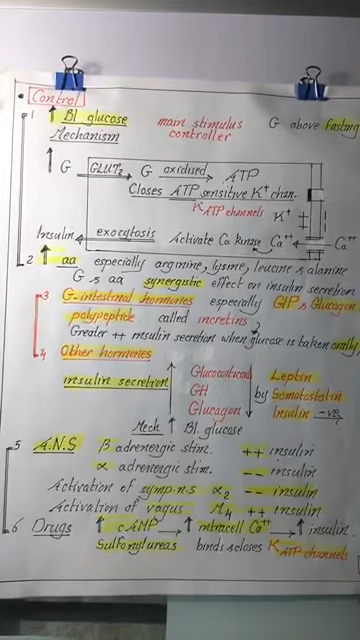 Control
1 ↑ Bl glucose main stimulus G above fasting
Mechanism controller
↑ G GLUT2 G oxidised → ATP
Closes ATP sensitive K+ chan.
K ATP channels K+
Insulin exocytosis Activate Ca kinase Ca++ Ca++
2 ↑ aa especially arginine, lysine, leucine & alanine
G & aa synergistic effect on insulin secretion
3 G-intestinal hormones especially GIP & Glucagon
polypeptide called incretins
Greater ++ insulin secretion when glucose is taken orally
4 Other hormones
insulin secretion ↑ Glucocorticoids ↓ Leptin
GH by Somatostatin
Glucagon Insulin -ve
Mech ↑ Bl. glucose
5 A.N.S β adrenergic stim. ++ insulin
α adrenergic stim. -- insulin
Activation of symp.n.s α2 -- insulin
Activation of vagus M4 ++ insulin
6 Drugs ↑ cAMP → ↑ intracell Ca++ → ↑ insulin.
Sulfonylureas binds & closes K ATP channels